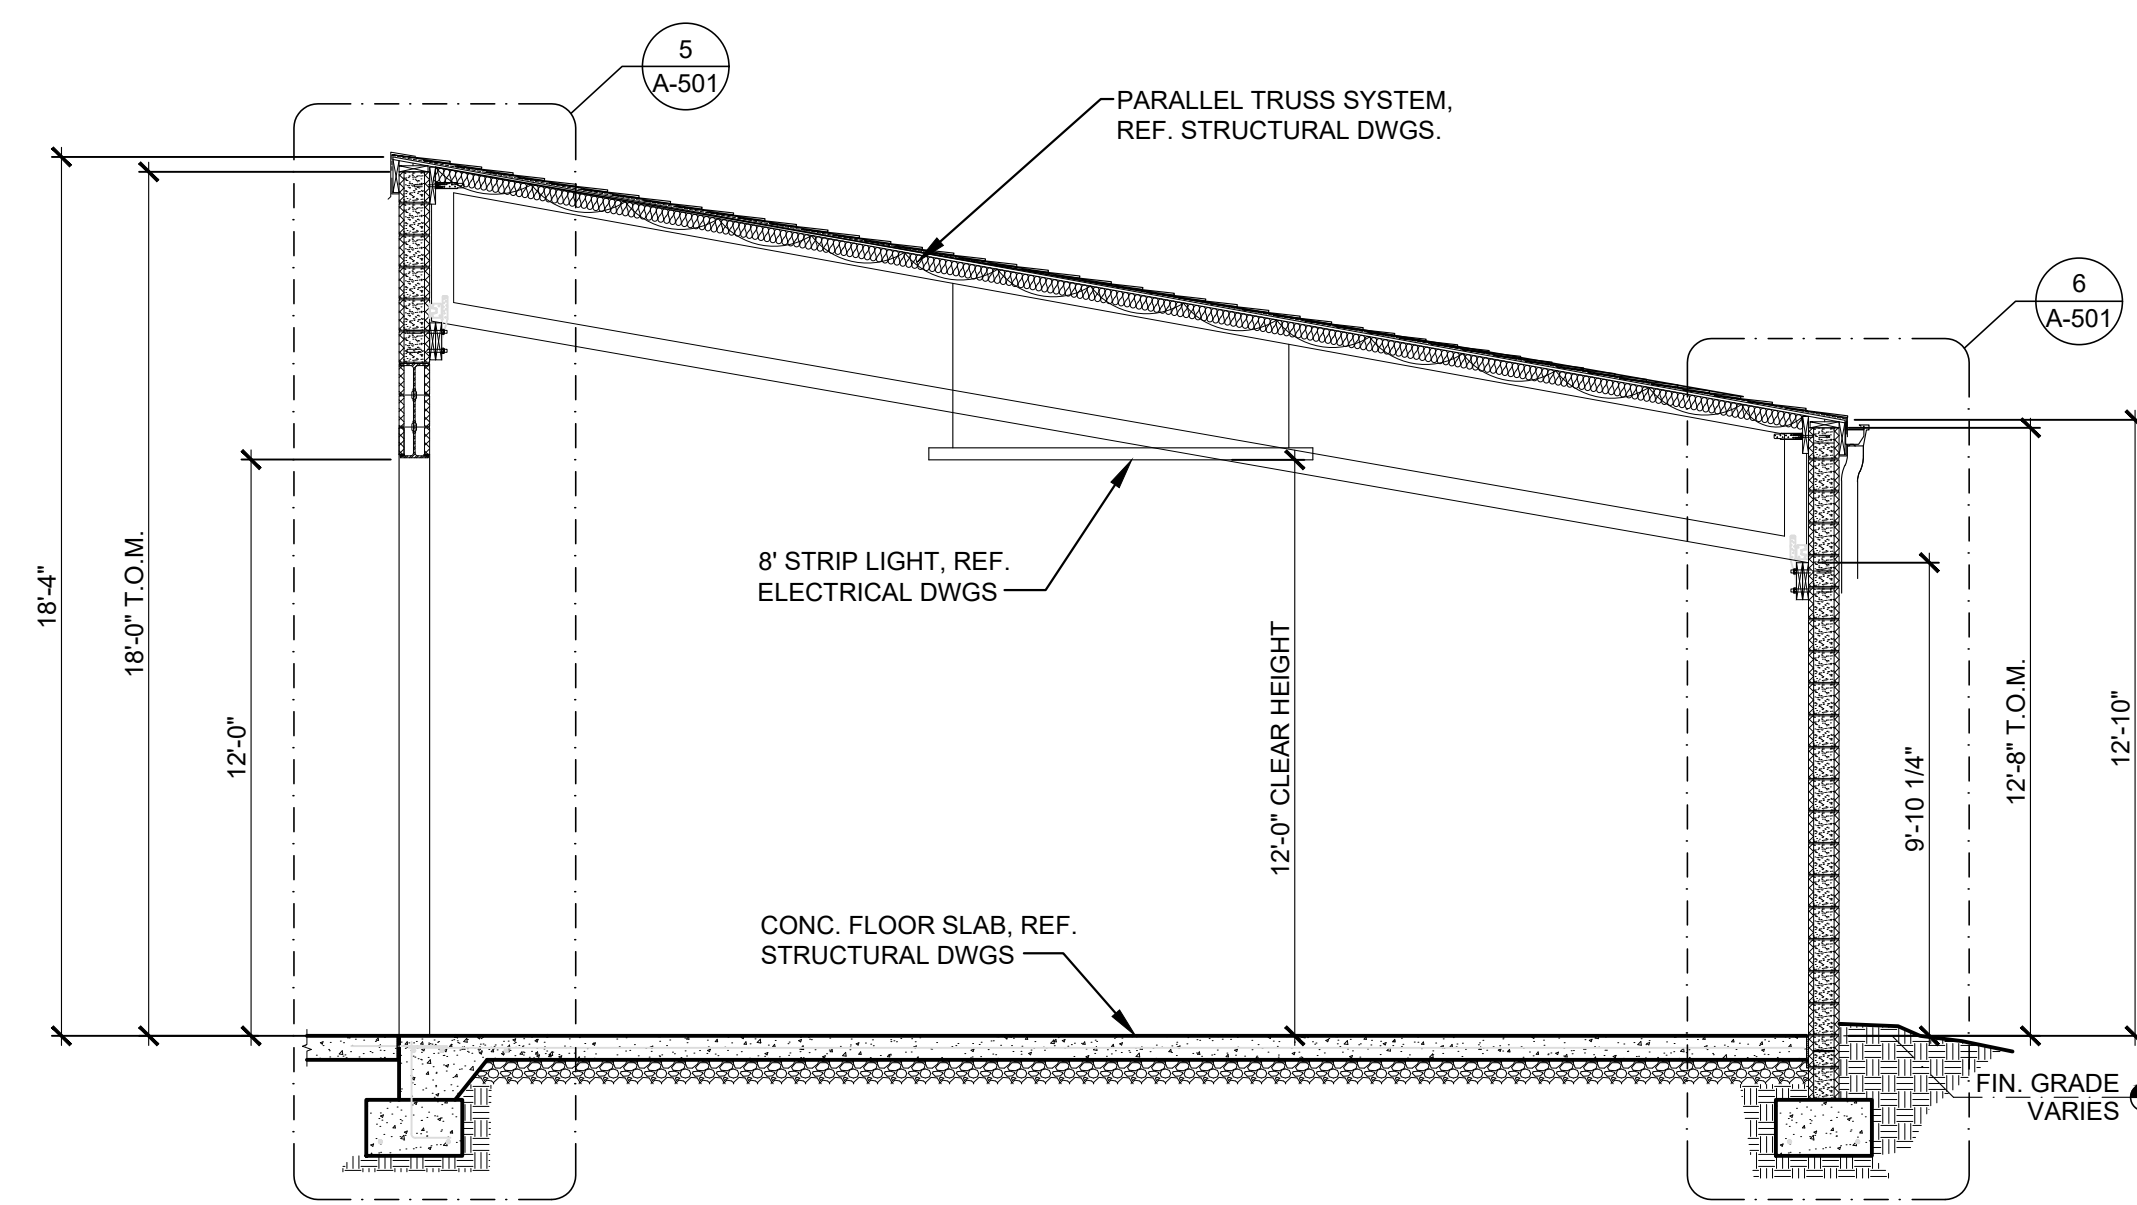 5
A-501
PARALLEL TRUSS SYSTEM,
REF. STRUCTURAL DWGS.
6
A-501
18'-4"
18'-0" T.O.M.
12'-0"
8' STRIP LIGHT, REF.
ELECTRICAL DWGS
12'-0" CLEAR HEIGHT
9'-10 1/4"
12'-8" T.O.M.
12'-10"
CONC. FLOOR SLAB, REF.
STRUCTURAL DWGS
FIN. GRADE
VARIES